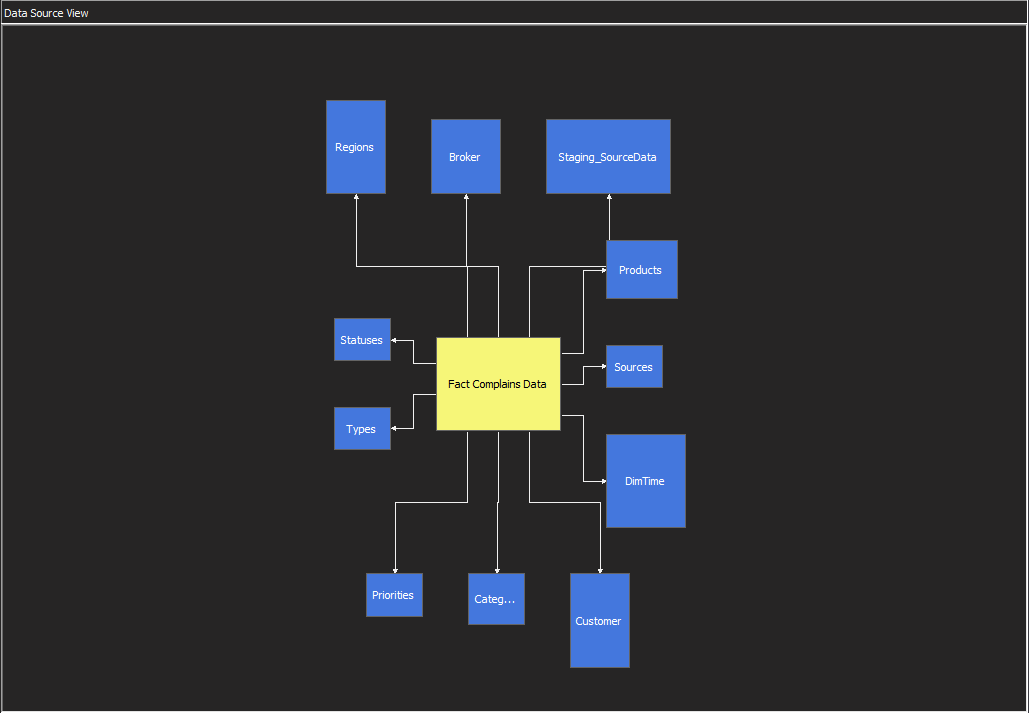 Data Source View
Regions
Broker
Staging_SourceData
Products
Statuses
Sources
Fact Complains Data
Types
DimTime
Priorities
Categ...
Customer